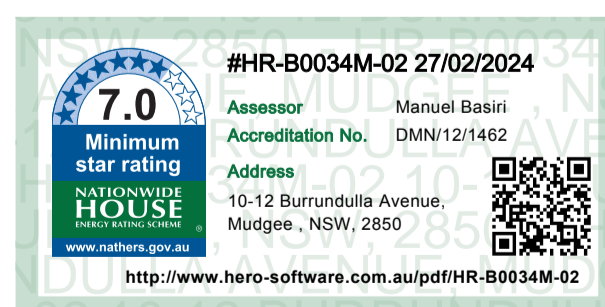 #HR-B0034M-02 27/02/2024
7.0
Minimum
star rating
NATIONWIDE
HOUSE
ENERGY RATING SCHEME
®
www.nathers.gov.au
Assessor Manuel Basiri
Accreditation No. DMN/12/1462
Address
10-12 Burrundulla Avenue,
Mudgee , NSW, 2850
http://www.hero-software.com.au/pdf/HR-B0034M-02